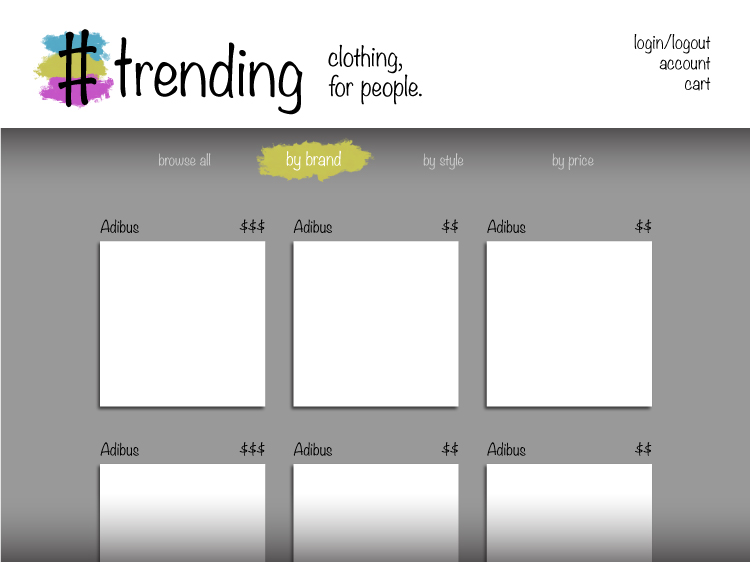 #trending
clothing,
for people.
login/logout
account
cart
browse all
by brand
by style
by price
Adibus $$$
Adibus $$
Adibus $$
Adibus $$$
Adibus $$
Adibus $$